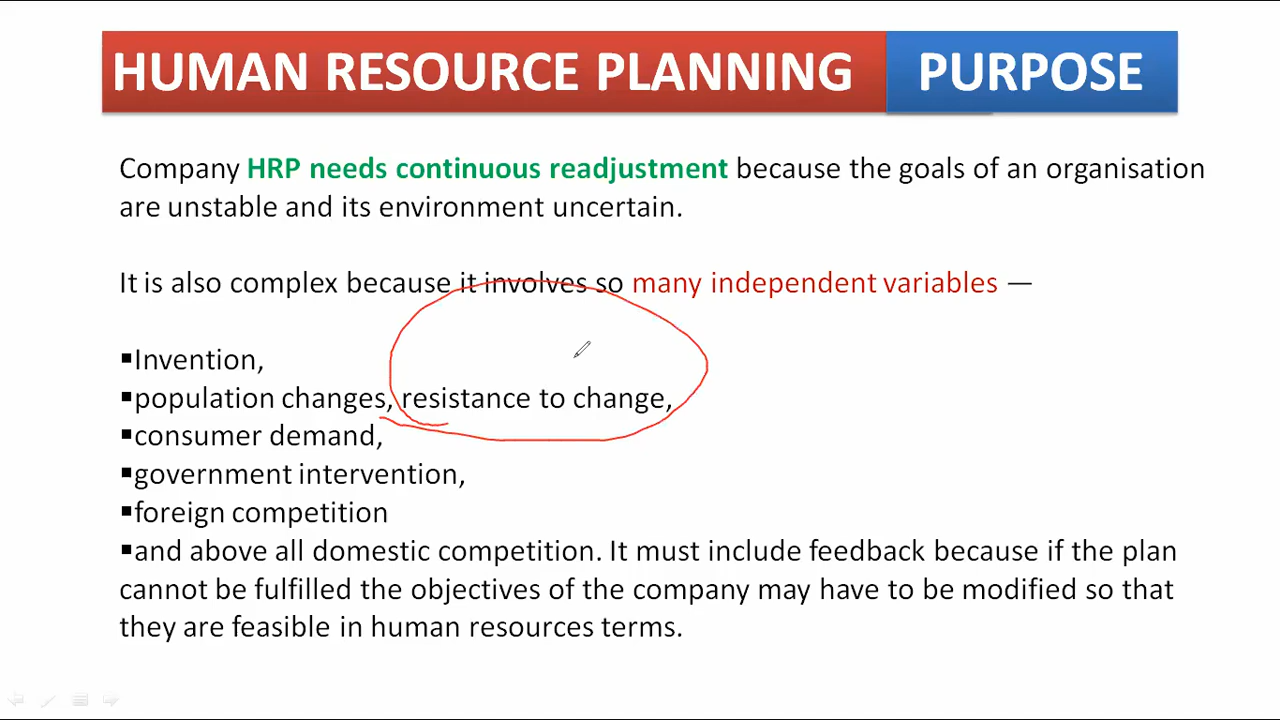 HUMAN RESOURCE PLANNING PURPOSE
Company HRP needs continuous readjustment because the goals of an organisation
are unstable and its environment uncertain.
It is also complex because it involves so many independent variables —
▪Invention,
▪population changes, resistance to change,
▪consumer demand,
▪government intervention,
▪foreign competition
▪and above all domestic competition. It must include feedback because if the plan
cannot be fulfilled the objectives of the company may have to be modified so that
they are feasible in human resources terms.